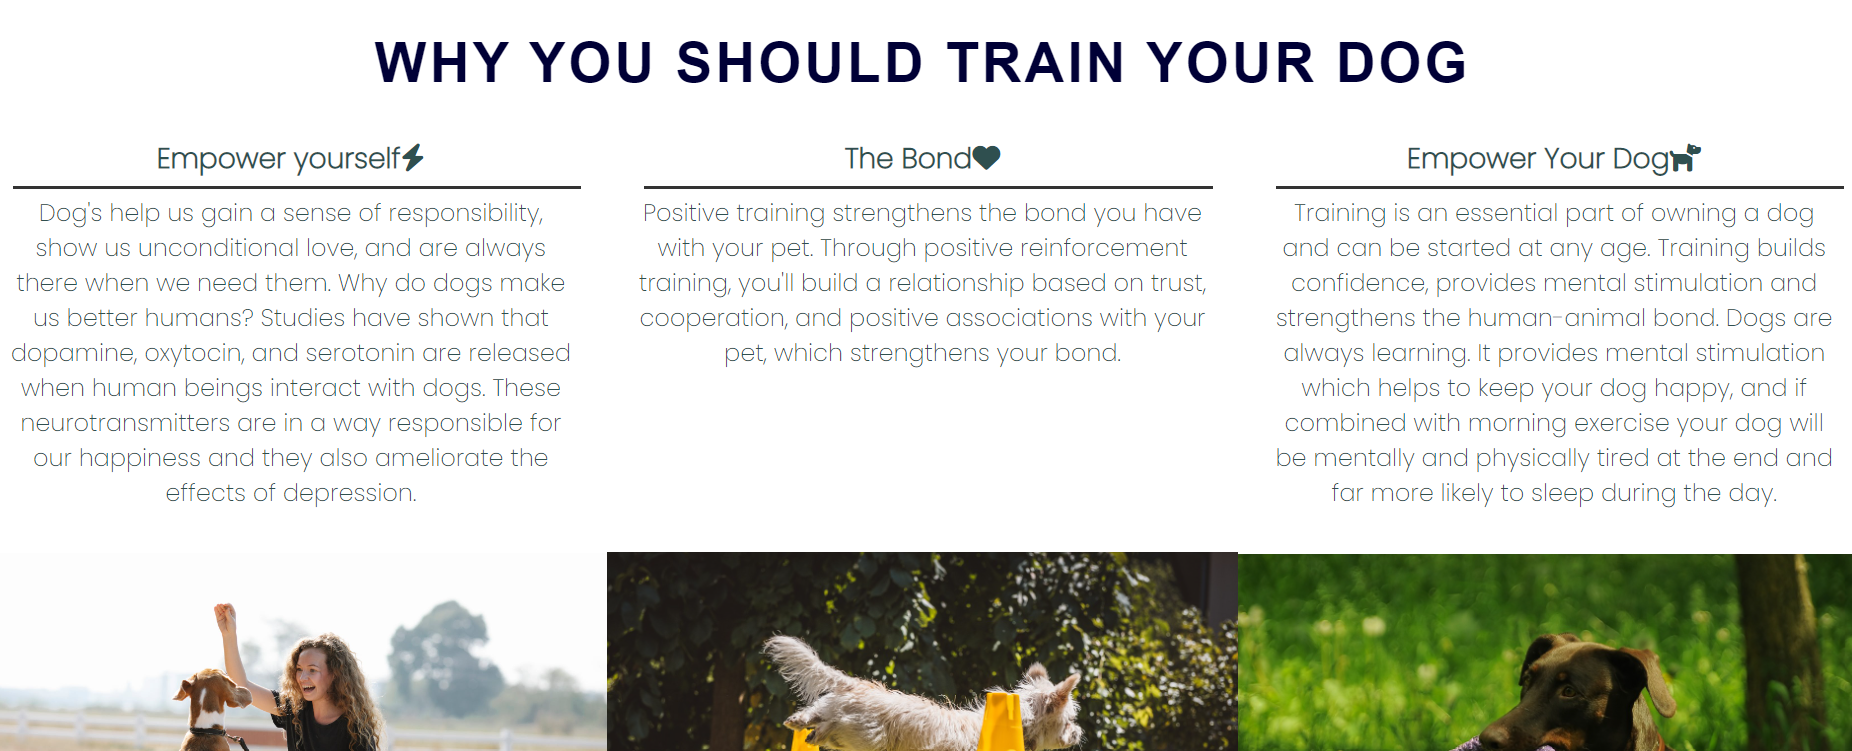 WHY YOU SHOULD TRAIN YOUR DOG
Empower yourself
Dog's help us gain a sense of responsibility,
show us unconditional love, and are always
there when we need them. Why do dogs make
us better humans? Studies have shown that
dopamine, oxytocin, and serotonin are released
when human beings interact with dogs. These
neurotransmitters are in a way responsible for
our happiness and they also ameliorate the
effects of depression.
The Bond
Positive training strengthens the bond you have
with your pet. Through positive reinforcement
training, you'll build a relationship based on trust,
cooperation, and positive associations with your
pet, which strengthens your bond.
Empower Your Dog
Training is an essential part of owning a dog
and can be started at any age. Training builds
confidence, provides mental stimulation and
strengthens the human-animal bond. Dogs are
always learning. It provides mental stimulation
which helps to keep your dog happy, and if
combined with morning exercise your dog will
be mentally and physically tired at the end and
far more likely to sleep during the day.